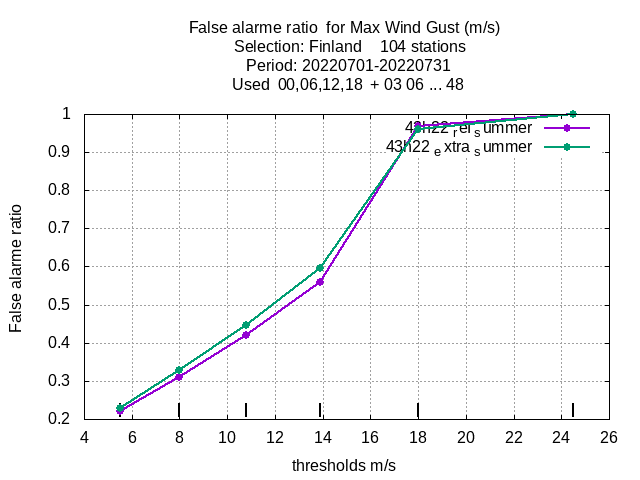 False alarme ratio for Max Wind Gust (m/s)
Selection: Finland 104 stations
Period: 20220701-20220731
Used 00,06,12,18 + 03 06 ... 48
1
43h22 ref summer
0.9
43h22 extra summer
0.8
0.7
0.6
0.5
0.4
0.3
0.2
False alarme ratio
4 6 8 10 12 14 16 18 20 22 24 26
thresholds m/s